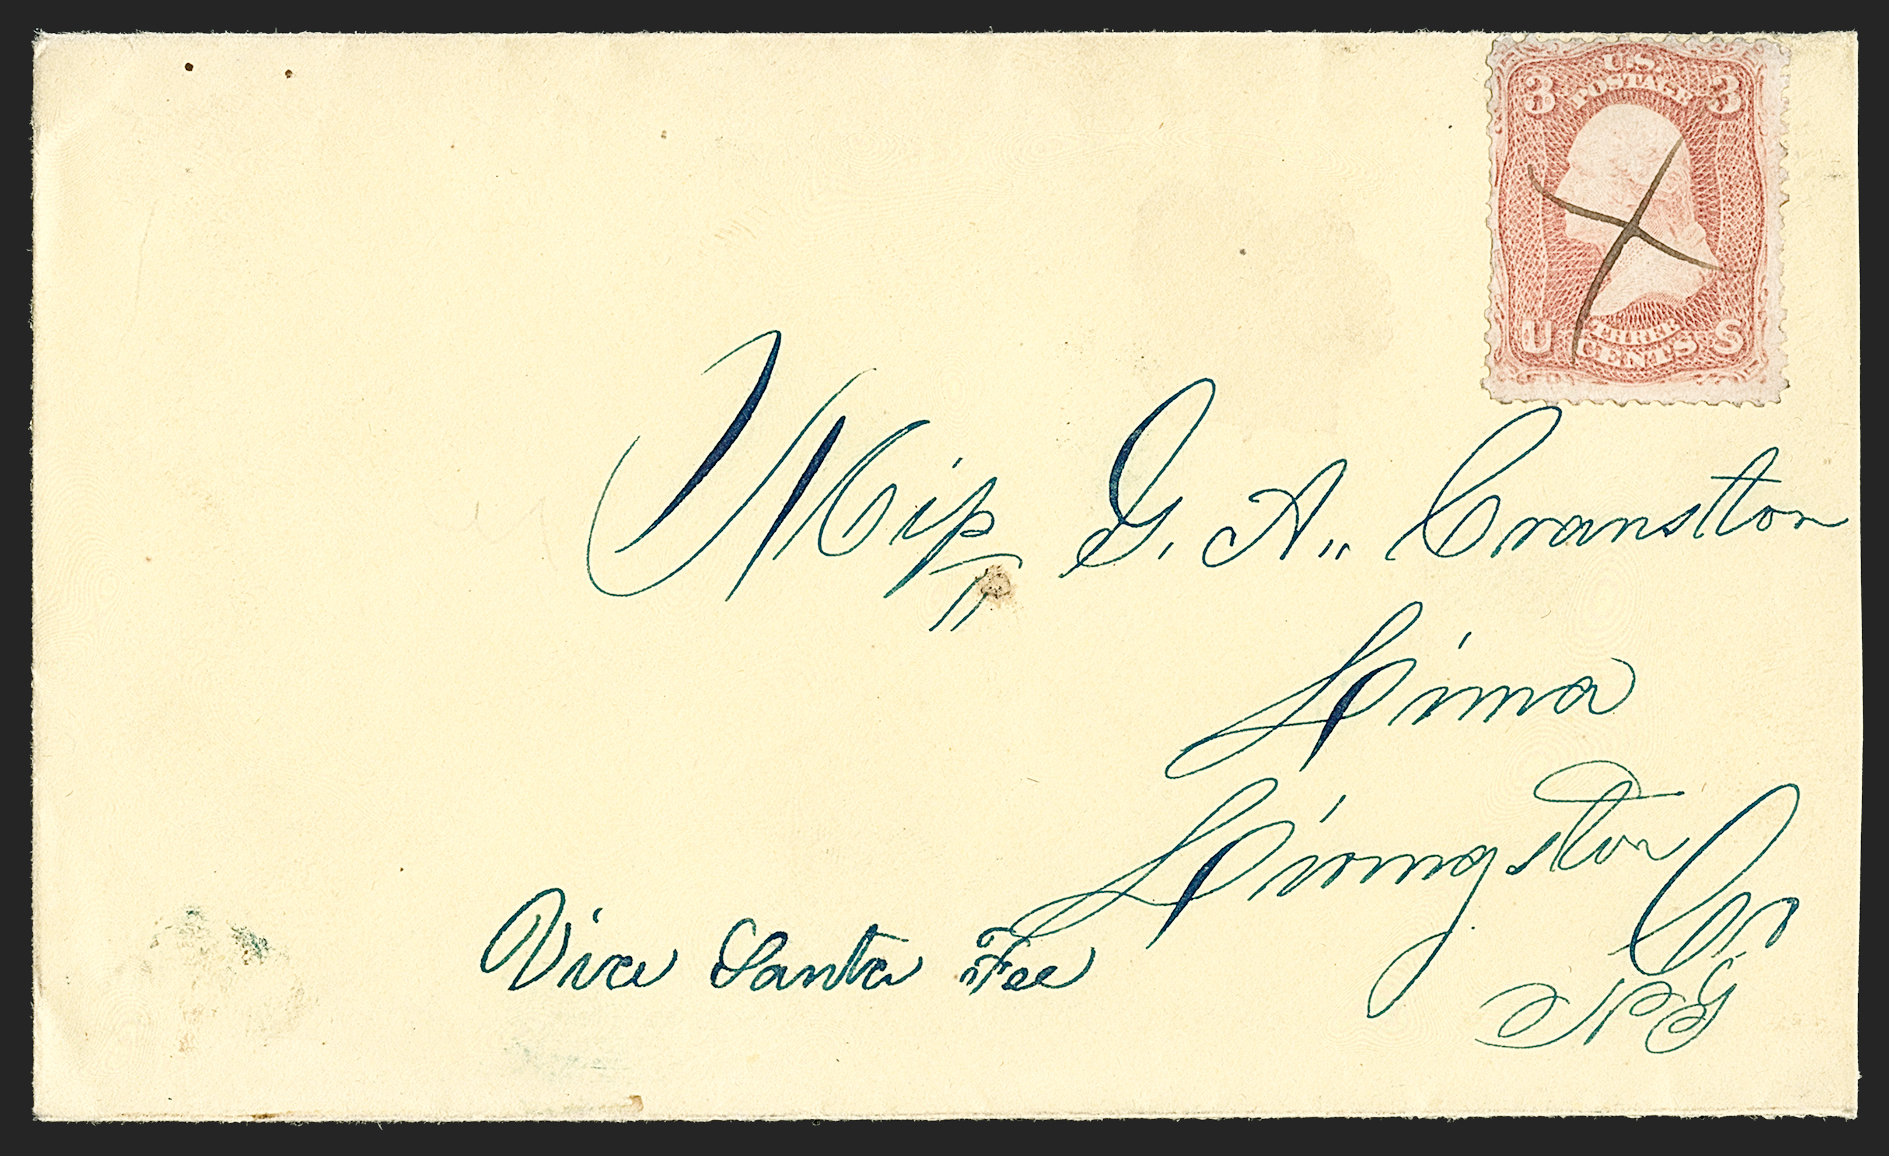 U.S.
POSTAGE
3 3
U S
THREE
CENTS
Miss G. A. Cranston
Lima
Livingston Co
N.Y.
Via Santa Fee